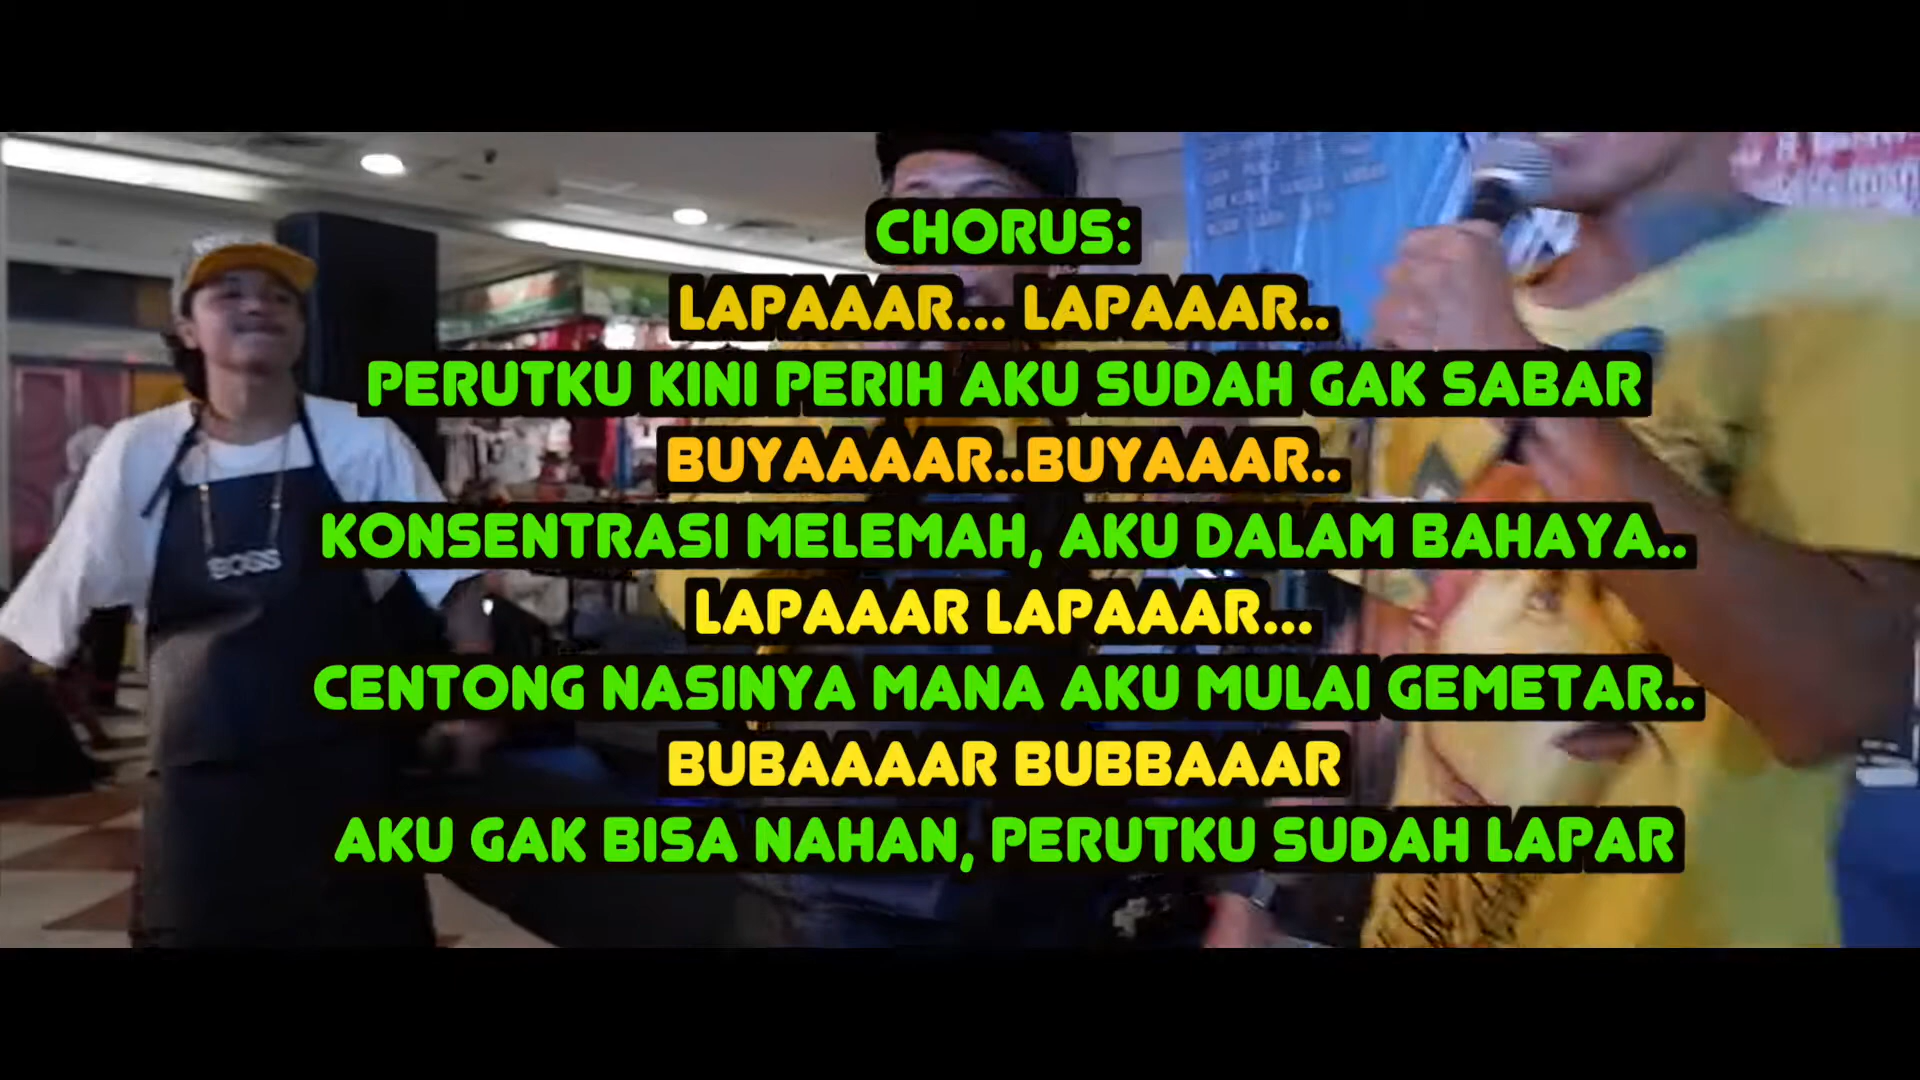 CHORUS:
LAPAAAR... LAPAAAR..
PERUTKU KINI PERIH AKU SUDAH GAK SABAR
BUYAAAAR..BUYAAAR..
KONSENTRASI MELEMAH, AKU DALAM BAHAYA..
LAPAAAR LAPAAAR...
CENTONG NASINYA MANA AKU MULAI GEMETAR..
BUBAAAAR BUBBAAAR
AKU GAK BISA NAHAN, PERUTKU SUDAH LAPAR
BOSS